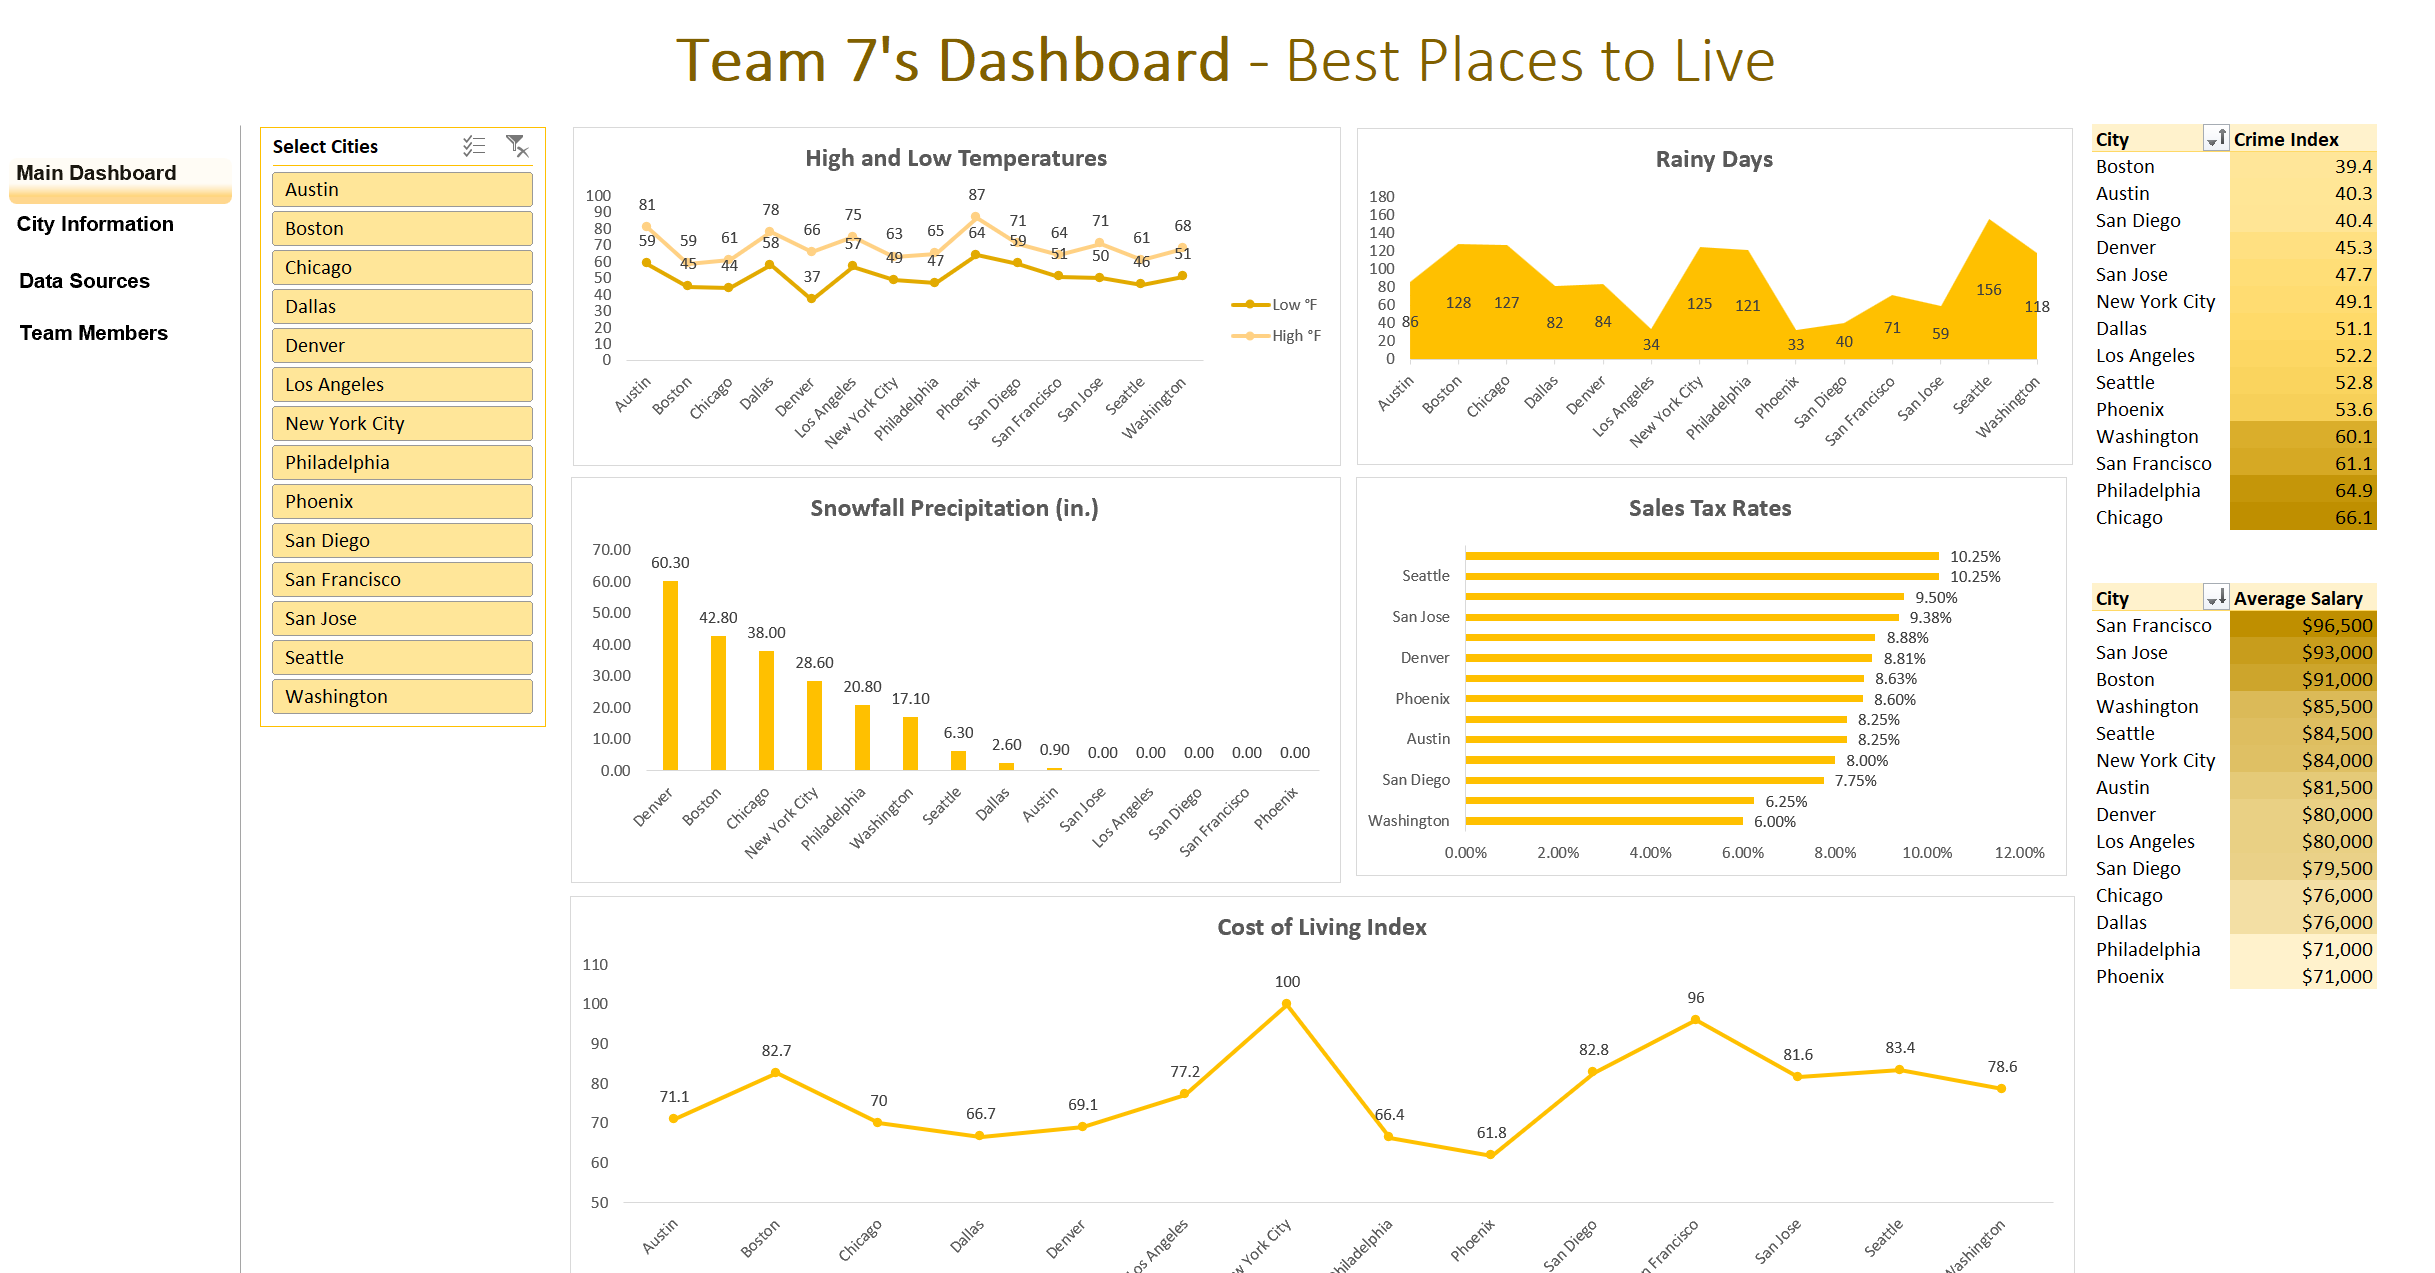 Team 7's Dashboard - Best Places to Live
Main Dashboard
City Information
Data Sources
Team Members
Select Cities
Austin
Boston
Chicago
Dallas
Denver
Los Angeles
New York City
Philadelphia
Phoenix
San Diego
San Francisco
San Jose
Seattle
Washington
High and Low Temperatures
100
90
80
70
60
50
40
30
20
10
0
81 59 61 78 66 75 63 65 87 71 64 71 61 68
59 45 44 58 37 57 49 47 64 59 51 50 46 51
Low °F
High °F
Austin Boston Chicago Dallas Denver Los Angeles New York City Philadelphia Phoenix San Diego San Francisco San Jose Seattle Washington
Rainy Days
180
160
140
120
100
80
60
40
20
0
86 128 127 82 84 34 125 121 33 40 71 59 156 118
Austin Boston Chicago Dallas Denver Los Angeles New York City Philadelphia Phoenix San Diego San Francisco San Jose Seattle Washington
Snowfall Precipitation (in.)
70.00
60.00
50.00
40.00
30.00
20.00
10.00
0.00
60.30 42.80 38.00 28.60 20.80 17.10 6.30 2.60 0.90 0.00 0.00 0.00 0.00 0.00
Denver Boston Chicago New York City Philadelphia Washington Seattle Dallas Austin San Jose Los Angeles San Diego San Francisco Phoenix
Sales Tax Rates
10.25%
Seattle 10.25%
9.50%
San Jose 9.38%
8.88%
Denver 8.81%
8.63%
Phoenix 8.60%
8.25%
Austin 8.25%
8.00%
San Diego 7.75%
6.25%
Washington 6.00%
0.00% 2.00% 4.00% 6.00% 8.00% 10.00% 12.00%
Cost of Living Index
110
100
90
80
70
60
50
71.1 82.7 70 66.7 69.1 77.2 100 66.4 61.8 82.8 96 81.6 83.4 78.6
Austin Boston Chicago Dallas Denver os Angeles w York City hiladelphia Phoenix San Diego n Francisco San Jose Seattle Washington
City Crime Index
Boston 39.4
Austin 40.3
San Diego 40.4
Denver 45.3
San Jose 47.7
New York City 49.1
Dallas 51.1
Los Angeles 52.2
Seattle 52.8
Phoenix 53.6
Washington 60.1
San Francisco 61.1
Philadelphia 64.9
Chicago 66.1
City Average Salary
San Francisco $96,500
San Jose $93,000
Boston $91,000
Washington $85,500
Seattle $84,500
New York City $84,000
Austin $81,500
Denver $80,000
Los Angeles $80,000
San Diego $79,500
Chicago $76,000
Dallas $76,000
Philadelphia $71,000
Phoenix $71,000